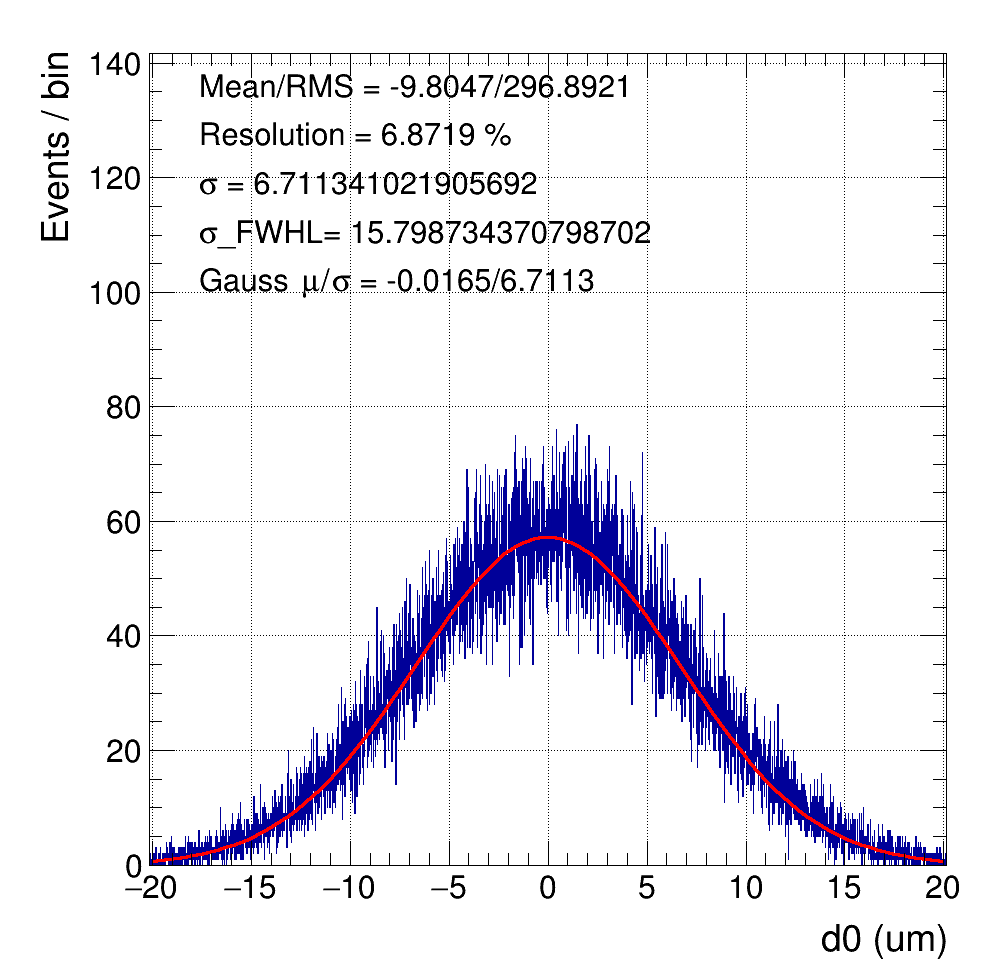 Events / bin
140
120
100
80
60
40
20
0
Mean/RMS = -9.8047/296.8921
Resolution = 6.8719 %
σ = 6.711341021905692
σ_FWHL= 15.798734370798702
Gauss μ/σ = -0.0165/6.7113
−20 −15 −10 −5 0 5 10 15 20
d0 (um)